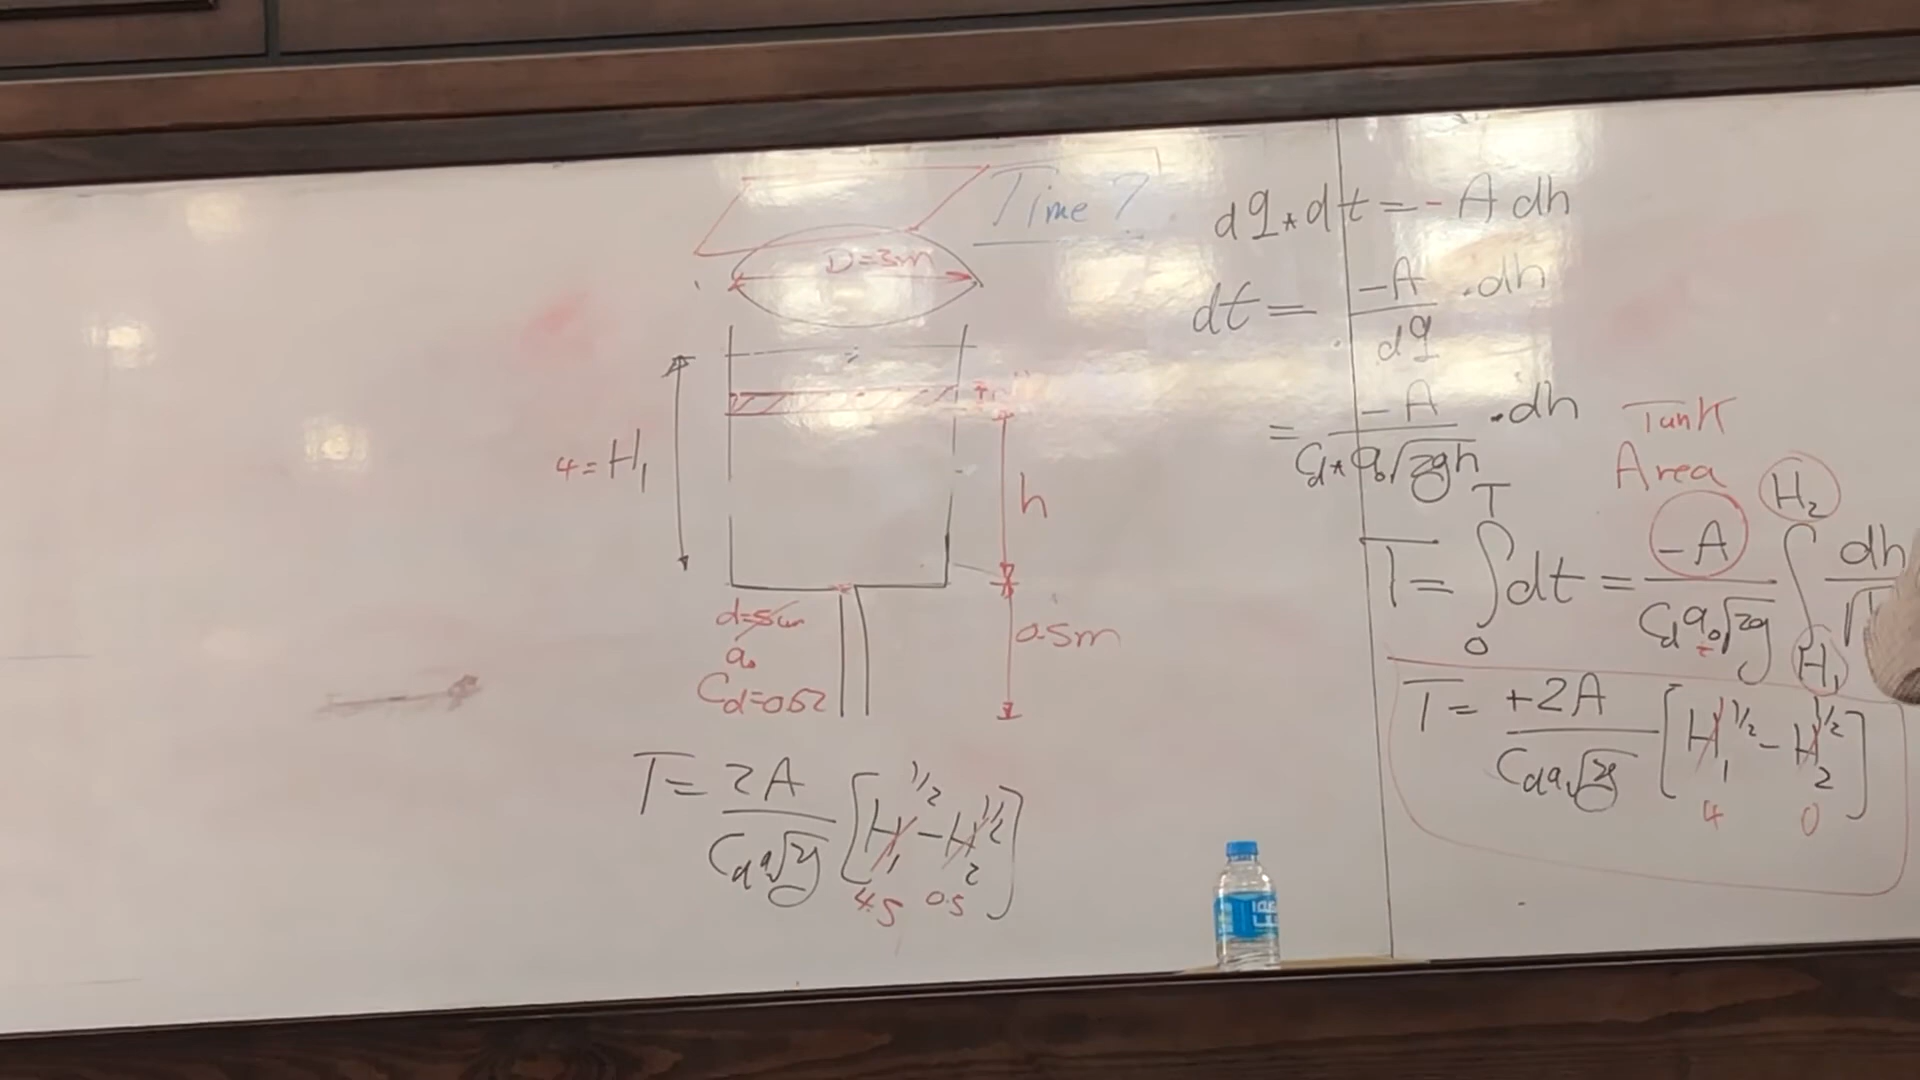 Time?
D=3m
4=H₁
h
d=5cm
a₀
Cd=0.62
0.5m
T = 2A / Cd a√2g [H₁^1/2 - H₂^1/2]
4.5 0.5
dq * dt = - A dh
dt = -A / dq . dh
= -A / Cd * a₀√2gh . dh
Tank
Area
T = ∫₀^T dt = -A / Cd a₀√2g ∫_H₁^H₂ dh / √
T = +2A / Cd a₀√2g [H₁^1/2 - H₂^1/2]
4 0